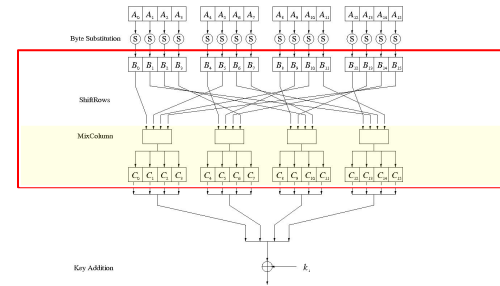 A₀ A₁ A₂ A₃ A₄ A₅ A₆ A₇ A₈ A₉ A₁₀ A₁₁ A₁₂ A₁₃ A₁₄ A₁₅
Byte Substitution S S S S S S S S S S S S S S S S
B₀ B₁ B₂ B₃ B₄ B₅ B₆ B₇ B₈ B₉ B₁₀ B₁₁ B₁₂ B₁₃ B₁₄ B₁₅
ShiftRows
MixColumn
C₀ C₁ C₂ C₃ C₄ C₅ C₆ C₇ C₈ C₉ C₁₀ C₁₁ C₁₂ C₁₃ C₁₄ C₁₅
Key Addition kᵢ